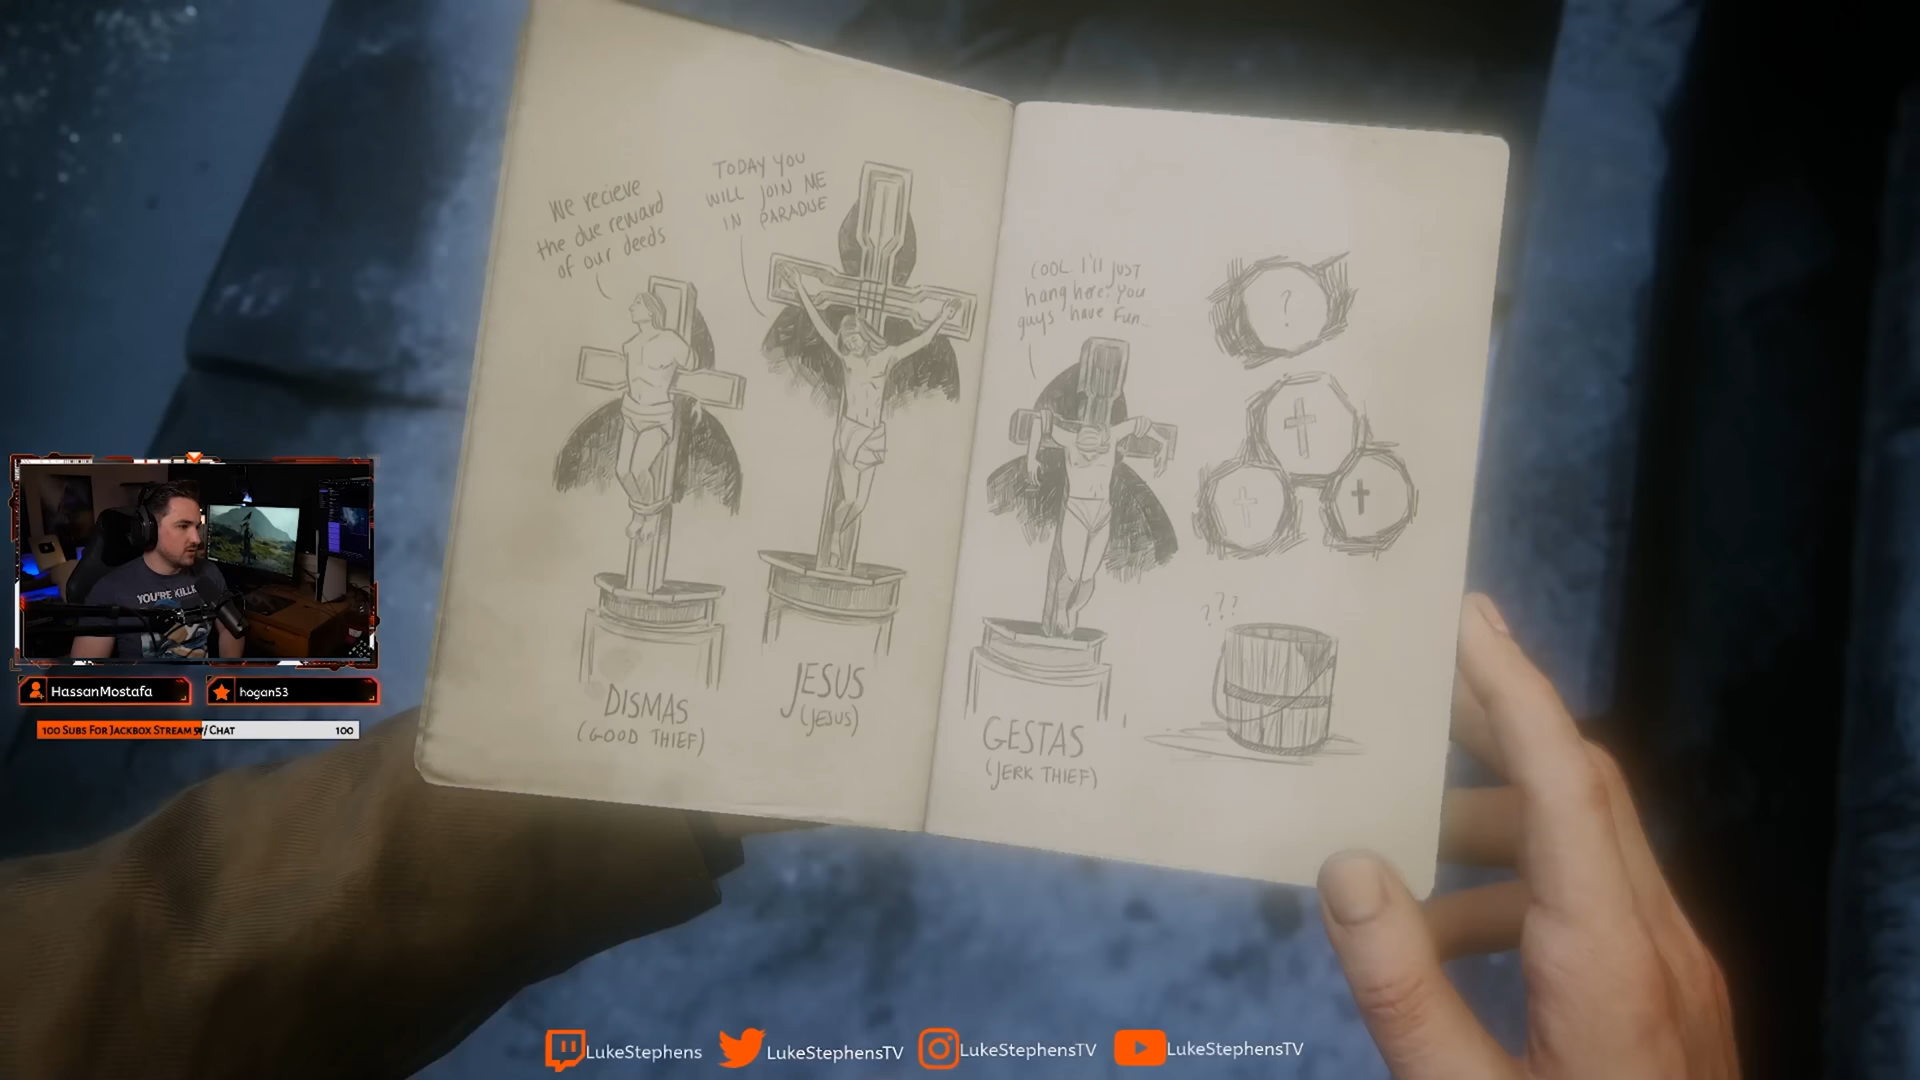 We recieve
the due reward
of our deeds
TODAY YOU
WILL JOIN ME
IN PARADISE
COOL. I'll JUST
hang here. You
guys have Fun...
?
???
DISMAS
(GOOD THIEF)
JESUS
(JESUS)
GESTAS
(JERK THIEF)
YOU'RE KILLI
HassanMostafa
hogan53
100 Subs For Jackbox Stream w/ Chat
100
LukeStephens
LukeStephensTV
LukeStephensTV
LukeStephensTV